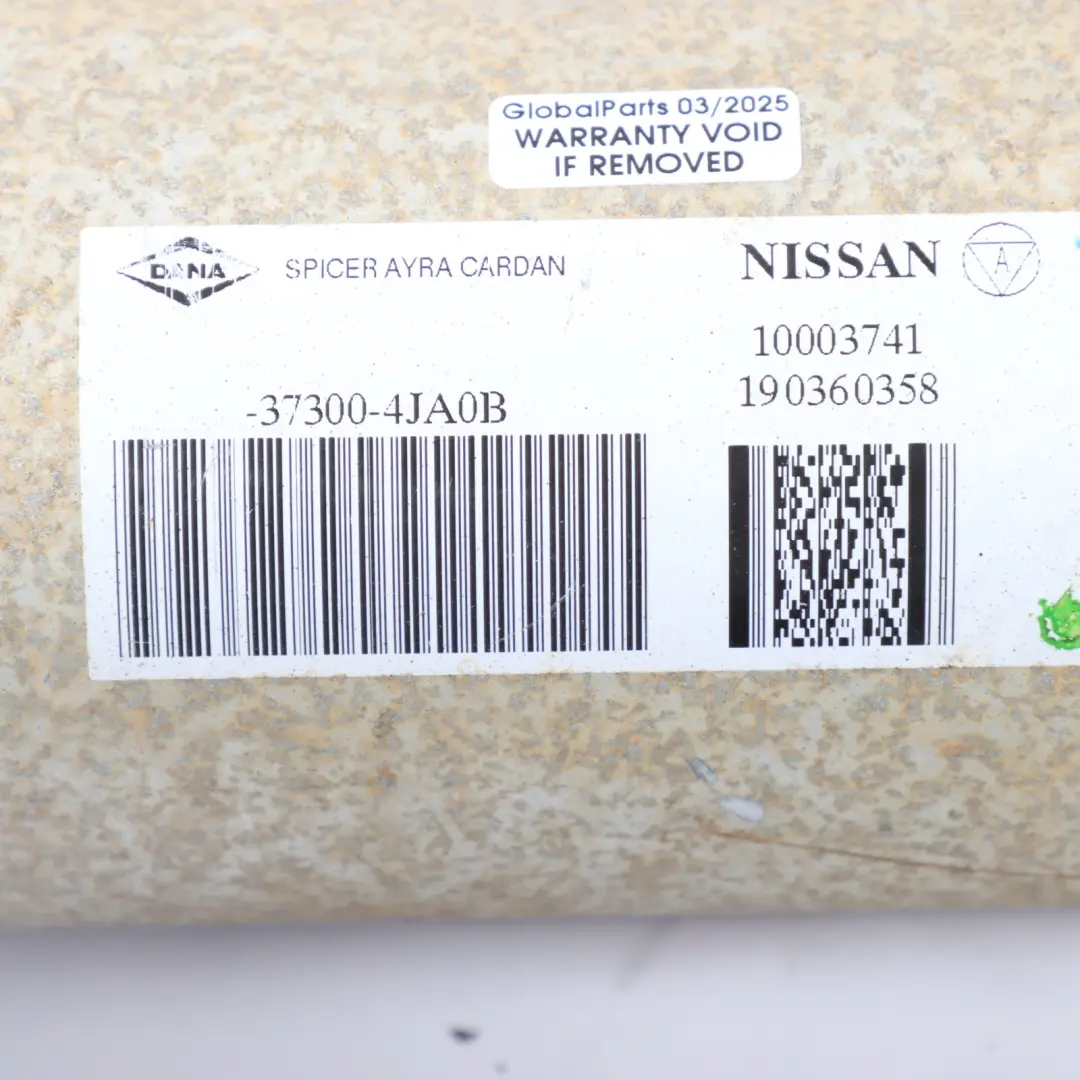 GlobalParts 03/2025
WARRANTY VOID
IF REMOVED
DANA
SPICER AYRA CARDAN
NISSAN
A
10003741
190360358
-37300-4JA0B